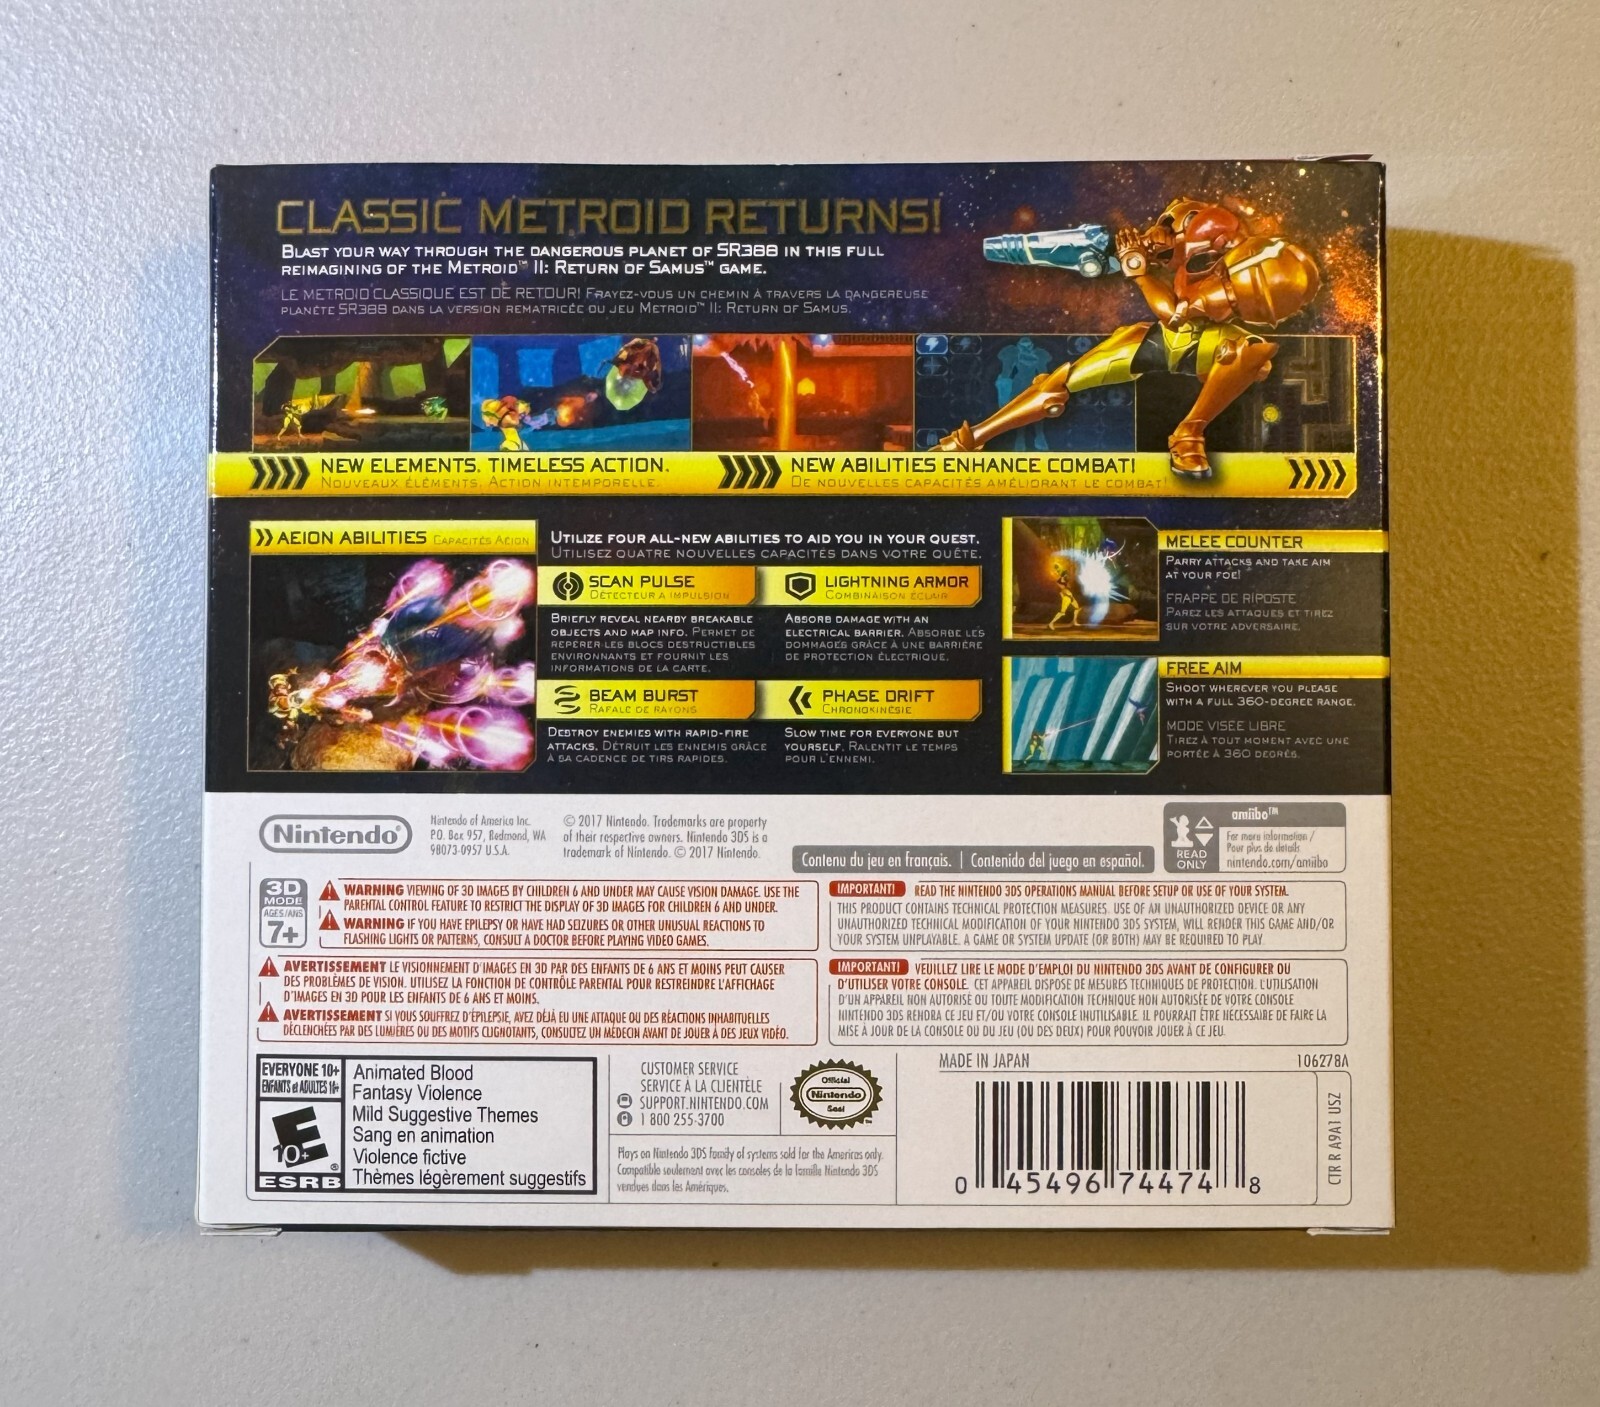 CLASSIC METROID RETURNS!
BLAST YOUR WAY THROUGH THE DANGEROUS PLANET OF SR388 IN THIS FULL
REIMAGINING OF THE METROID™ II: RETURN OF SAMUS™ GAME.
LE METROID CLASSIQUE EST DE RETOUR! FRAYEZ-VOUS UN CHEMIN À TRAVERS LA DANGEREUSE
PLANÈTE SR388 DANS LA VERSION REMATRICÉE DU JEU METROID™ II: RETURN OF SAMUS.
NEW ELEMENTS. TIMELESS ACTION.
NOUVEAUX ÉLÉMENTS. ACTION INTEMPORELLE.
NEW ABILITIES ENHANCE COMBAT!
DE NOUVELLES CAPACITÉS AMÉLIORANT LE COMBAT!
AEION ABILITIES CAPACITÉS AEION
UTILIZE FOUR ALL-NEW ABILITIES TO AID YOU IN YOUR QUEST.
UTILISEZ QUATRE NOUVELLES CAPACITÉS DANS VOTRE QUÊTE.
SCAN PULSE
DÉTECTEUR À IMPULSION
BRIEFLY REVEAL NEARBY BREAKABLE
OBJECTS AND MAP INFO. PERMET DE
REPÉRER LES BLOCS DESTRUCTIBLES
ENVIRONNANTS ET FOURNIT LES
INFORMATIONS DE LA CARTE.
LIGHTNING ARMOR
COMBINAISON ÉCLAIR
ABSORB DAMAGE WITH AN
ELECTRICAL BARRIER. ABSORBE LES
DOMMAGES GRÂCE À UNE BARRIÈRE
DE PROTECTION ÉLECTRIQUE.
BEAM BURST
RAFALE DE RAYONS
DESTROY ENEMIES WITH RAPID-FIRE
ATTACKS. DÉTRUIT LES ENNEMIS GRÂCE
À SA CADENCE DE TIRS RAPIDES.
PHASE DRIFT
CHRONOKINÉSIE
SLOW TIME FOR EVERYONE BUT
YOURSELF. RALENTIT LE TEMPS
POUR L'ENNEMI.
MELEE COUNTER
PARRY ATTACKS AND TAKE AIM
AT YOUR FOE!
FRAPPE DE RIPOSTE
PAREZ LES ATTAQUES ET TIREZ
SUR VOTRE ADVERSAIRE.
FREE AIM
SHOOT WHEREVER YOU PLEASE
WITH A FULL 360-DEGREE RANGE.
MODE VISÉE LIBRE
TIREZ À TOUT MOMENT AVEC UNE
PORTÉE À 360 DEGRÉS.
Nintendo®
Nintendo of America Inc.
P.O. Box 957, Redmond, WA
98073-0957 U.S.A.
© 2017 Nintendo. Trademarks are property
of their respective owners. Nintendo 3DS is a
trademark of Nintendo. © 2017 Nintendo.
Contenu du jeu en français. | Contenido del juego en español.
READ
ONLY
amiibo™
For more information /
Pour plus de détails
nintendo.com/amiibo
3D
MODE
AGES/ANS
7+
WARNING VIEWING OF 3D IMAGES BY CHILDREN 6 AND UNDER MAY CAUSE VISION DAMAGE. USE THE
PARENTAL CONTROL FEATURE TO RESTRICT THE DISPLAY OF 3D IMAGES FOR CHILDREN 6 AND UNDER.
WARNING IF YOU HAVE EPILEPSY OR HAVE HAD SEIZURES OR OTHER UNUSUAL REACTIONS TO
FLASHING LIGHTS OR PATTERNS, CONSULT A DOCTOR BEFORE PLAYING VIDEO GAMES.
AVERTISSEMENT LE VISIONNEMENT D'IMAGES EN 3D PAR DES ENFANTS DE 6 ANS ET MOINS PEUT CAUSER
DES PROBLÈMES DE VISION. UTILISEZ LA FONCTION DE CONTRÔLE PARENTAL POUR RESTREINDRE L'AFFICHAGE
D'IMAGES EN 3D POUR LES ENFANTS DE 6 ANS ET MOINS.
AVERTISSEMENT SI VOUS SOUFFREZ D'ÉPILEPSIE, AVEZ DÉJÀ EU UNE ATTAQUE OU DES RÉACTIONS INHABITUELLES
DÉCLENCHÉES PAR DES LUMIÈRES OU DES MOTIFS CLIGNOTANTS, CONSULTEZ UN MÉDECIN AVANT DE JOUER À DES JEUX VIDÉO.
IMPORTANT! READ THE NINTENDO 3DS OPERATIONS MANUAL BEFORE SETUP OR USE OF YOUR SYSTEM.
THIS PRODUCT CONTAINS TECHNICAL PROTECTION MEASURES. USE OF AN UNAUTHORIZED DEVICE OR ANY
UNAUTHORIZED TECHNICAL MODIFICATION OF YOUR NINTENDO 3DS SYSTEM, WILL RENDER THIS GAME AND/OR
YOUR SYSTEM UNPLAYABLE. A GAME OR SYSTEM UPDATE (OR BOTH) MAY BE REQUIRED TO PLAY.
IMPORTANT! VEUILLEZ LIRE LE MODE D'EMPLOI DU NINTENDO 3DS AVANT DE CONFIGURER OU
D'UTILISER VOTRE CONSOLE. CET APPAREIL DISPOSE DE MESURES TECHNIQUES DE PROTECTION. L'UTILISATION
D'UN APPAREIL NON AUTORISÉ OU TOUTE MODIFICATION TECHNIQUE NON AUTORISÉE DE VOTRE CONSOLE
NINTENDO 3DS RENDRA CE JEU ET/OU VOTRE CONSOLE INUTILISABLE. IL POURRAIT ÊTRE NÉCESSAIRE DE FAIRE LA
MISE À JOUR DE LA CONSOLE OU DU JEU (OU DES DEUX) POUR POUVOIR JOUER À CE JEU.
EVERYONE 10+
ENFANTS et ADULTES 10+
E
10+
®
ESRB
Animated Blood
Fantasy Violence
Mild Suggestive Themes
Sang en animation
Violence fictive
Thèmes légèrement suggestifs
CUSTOMER SERVICE
SERVICE À LA CLIENTÈLE
SUPPORT.NINTENDO.COM
1 800 255-3700
Official
Nintendo
Seal
Plays on Nintendo 3DS family of systems sold for the Americas only.
Compatible seulement avec les consoles de la famille Nintendo 3DS
vendues dans les Amériques.
MADE IN JAPAN
106278A
0 45496 74474 8
CTR R A9A1 USZ